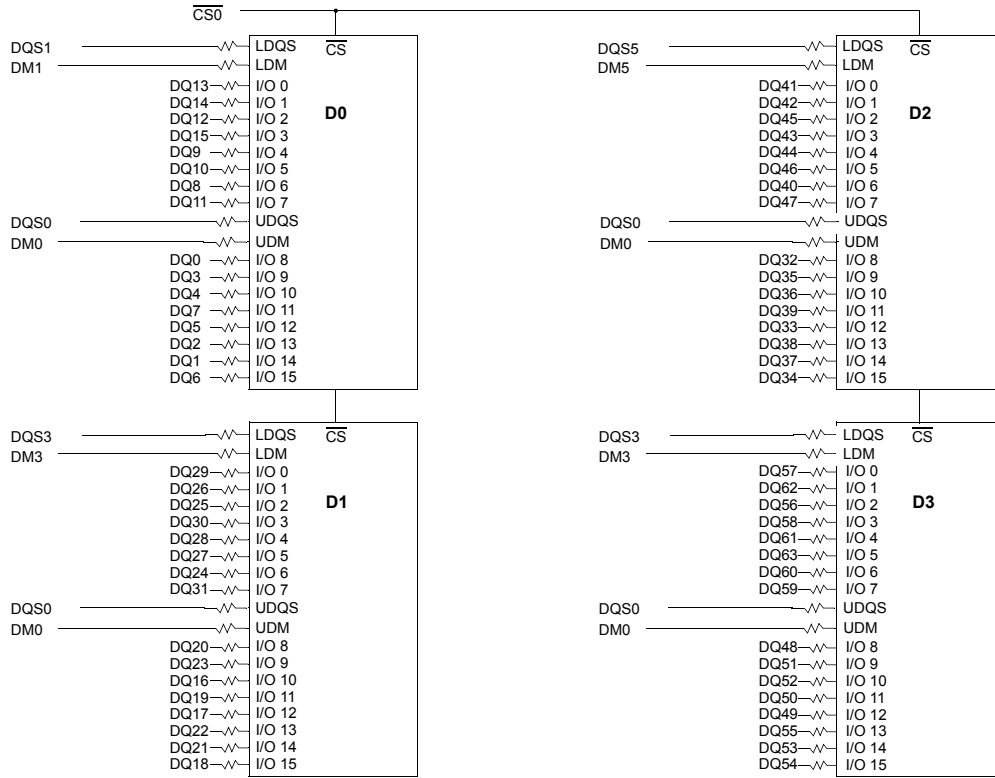 CS0
DQS1 LDQS CS
DM1 LDM
DQ13 I/O 0
DQ14 I/O 1
DQ12 I/O 2
D0
DQ15 I/O 3
DQ9 I/O 4
DQ10 I/O 5
DQ8 I/O 6
DQ11 I/O 7
DQS0 UDQS
DM0 UDM
DQ0 I/O 8
DQ3 I/O 9
DQ4 I/O 10
DQ7 I/O 11
DQ5 I/O 12
DQ2 I/O 13
DQ1 I/O 14
DQ6 I/O 15
DQS5 LDQS CS
DM5 LDM
DQ41 I/O 0
DQ42 I/O 1
DQ45 I/O 2
D2
DQ43 I/O 3
DQ44 I/O 4
DQ46 I/O 5
DQ40 I/O 6
DQ47 I/O 7
DQS0 UDQS
DM0 UDM
DQ32 I/O 8
DQ35 I/O 9
DQ36 I/O 10
DQ39 I/O 11
DQ33 I/O 12
DQ38 I/O 13
DQ37 I/O 14
DQ34 I/O 15
DQS3 LDQS CS
DM3 LDM
DQ29 I/O 0
DQ26 I/O 1
DQ25 I/O 2
D1
DQ30 I/O 3
DQ28 I/O 4
DQ27 I/O 5
DQ24 I/O 6
DQ31 I/O 7
DQS0 UDQS
DM0 UDM
DQ20 I/O 8
DQ23 I/O 9
DQ16 I/O 10
DQ19 I/O 11
DQ17 I/O 12
DQ22 I/O 13
DQ21 I/O 14
DQ18 I/O 15
DQS3 LDQS CS
DM3 LDM
DQ57 I/O 0
DQ62 I/O 1
DQ56 I/O 2
D3
DQ58 I/O 3
DQ61 I/O 4
DQ63 I/O 5
DQ60 I/O 6
DQ59 I/O 7
DQS0 UDQS
DM0 UDM
DQ48 I/O 8
DQ51 I/O 9
DQ52 I/O 10
DQ50 I/O 11
DQ49 I/O 12
DQ55 I/O 13
DQ53 I/O 14
DQ54 I/O 15